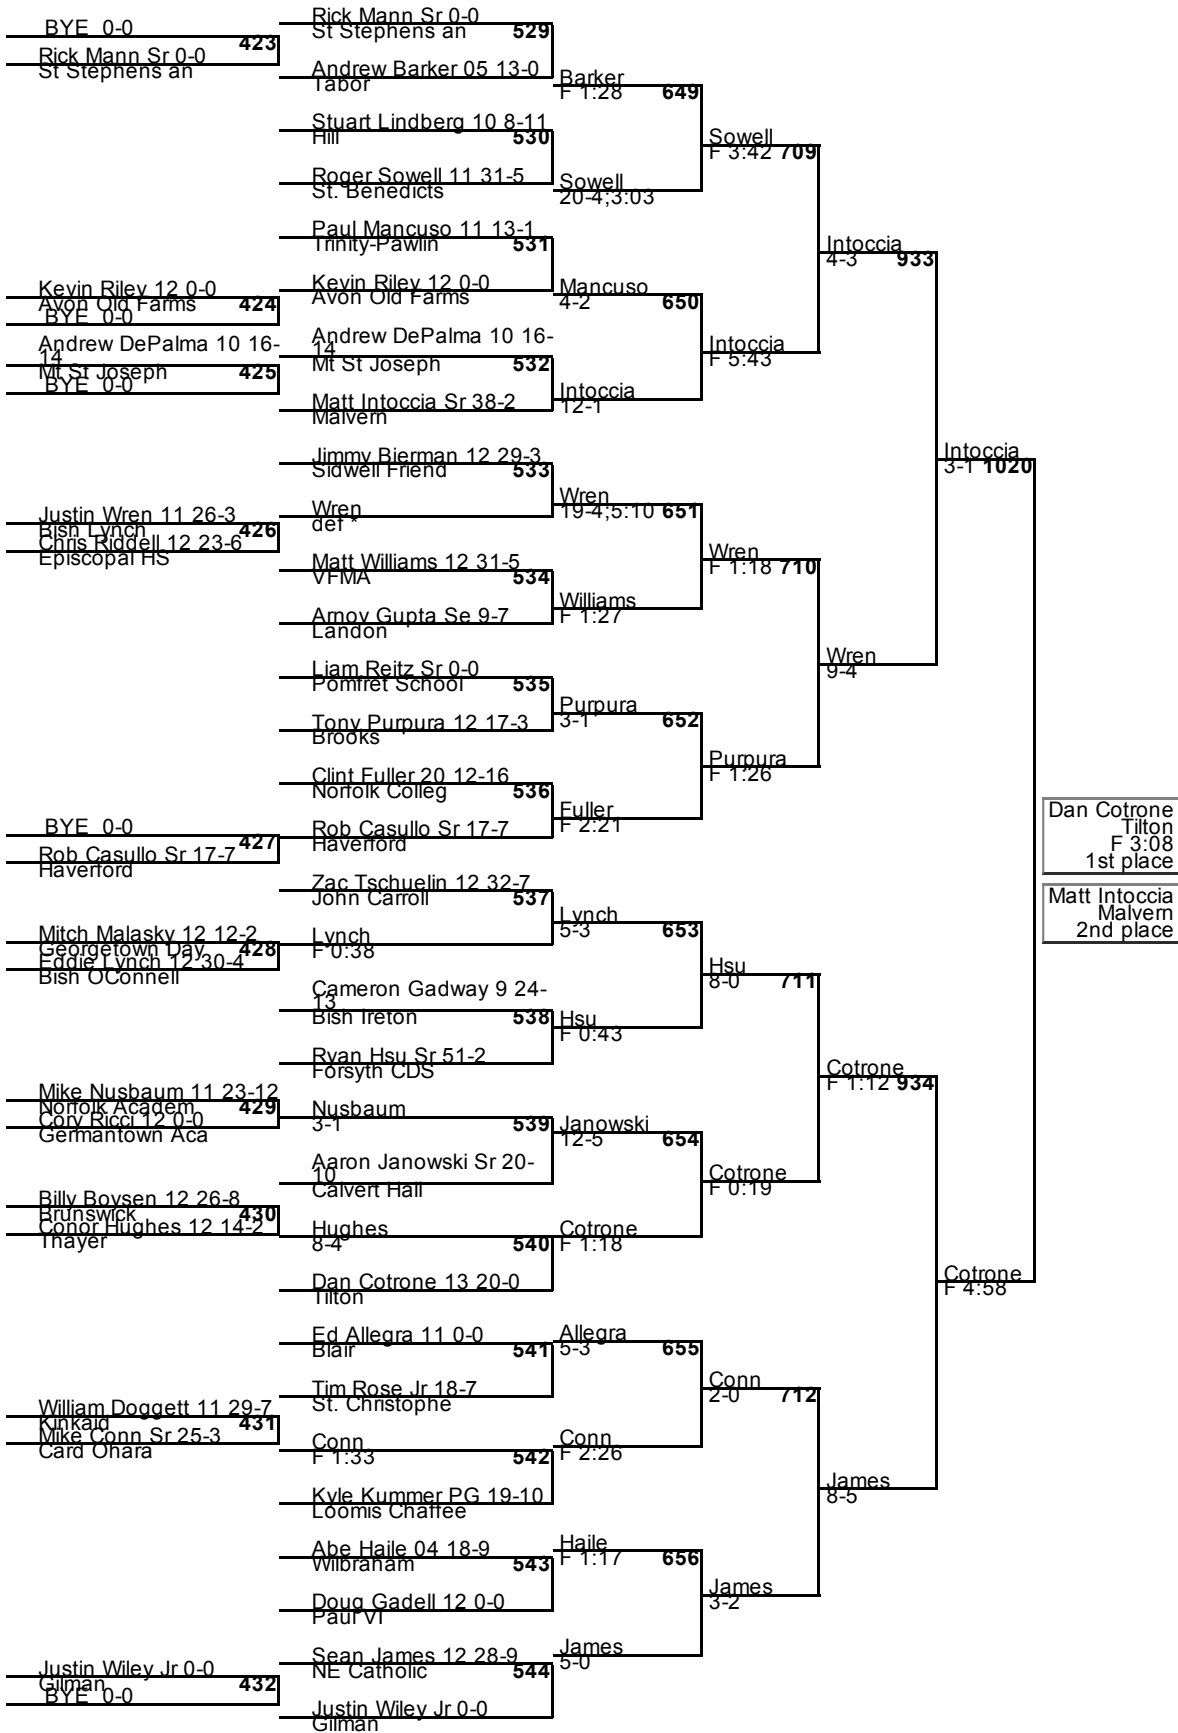 BYE 0-0
423
Rick Mann Sr 0-0
St Stephens an
Kevin Riley 12 0-0
Avon Old Farms 424
BYE 0-0
Andrew DePalma 10 16-
14
Mt St Joseph 425
BYE 0-0
Justin Wren 11 26-3
Bish Lynch 426
Chris Riddell 12 23-6
Episcopal HS
BYE 0-0
427
Rob Casullo Sr 17-7
Haverford
Mitch Malasky 12 12-2
Georgetown Day 428
Eddie Lynch 12 30-4
Bish OConnell
Mike Nusbaum 11 23-12
Norfolk Academ 429
Cory Ricci 12 0-0
Germantown Aca
Billy Boysen 12 26-8
Brunswick 430
Conor Hughes 12 14-2
Thayer
William Doggett 11 29-7
Kinkaid 431
Mike Conn Sr 25-3
Card Ohara
Justin Wiley Jr 0-0
Gilman 432
BYE 0-0
Rick Mann Sr 0-0
St Stephens an 529
Andrew Barker 05 13-0
Tabor
Stuart Lindberg 10 8-11
Hill 530
Roger Sowell 11 31-5
St. Benedicts
Paul Mancuso 11 13-1
Trinity-Pawlin 531
Kevin Riley 12 0-0
Avon Old Farms
Andrew DePalma 10 16-
14
Mt St Joseph 532
Matt Intoccia Sr 38-2
Malvern
Jimmy Bierman 12 29-3
Sidwell Friend 533
Wren
def *
Matt Williams 12 31-5
VFMA 534
Arnov Gupta Se 9-7
Landon
Liam Reitz Sr 0-0
Pomfret School 535
Tony Purpura 12 17-3
Brooks
Clint Fuller 20 12-16
Norfolk Colleg 536
Rob Casullo Sr 17-7
Haverford
Zac Tschuelin 12 32-7
John Carroll 537
Lynch
F 0:38
Cameron Gadway 9 24-
13
Bish Ireton 538
Ryan Hsu Sr 51-2
Forsyth CDS
Nusbaum
3-1 539
Aaron Janowski Sr 20-
10
Calvert Hall
Hughes
8-4 540
Dan Cotrone 13 20-0
Tilton
Ed Allegra 11 0-0
Blair 541
Tim Rose Jr 18-7
St. Christophe
Conn
F 1:33 542
Kyle Kummer PG 19-10
Loomis Chaffee
Abe Haile 04 18-9
Wilbraham 543
Doug Gadell 12 0-0
Paul VI
Sean James 12 28-9
NE Catholic 544
Justin Wiley Jr 0-0
Gilman
Barker
F 1:28 649
Sowell
20-4;3:03
Mancuso
4-2 650
Intoccia
12-1
Wren
19-4;5:10 651
Williams
F 1:27
Purpura
3-1 652
Fuller
F 2:21
Lynch
5-3 653
Hsu
F 0:43
Janowski
12-5 654
Cotrone
F 1:18
Allegra
5-3 655
Conn
F 2:26
Haile
F 1:17 656
James
5-0
Sowell
F 3:42 709
Intoccia
F 5:43
Wren
F 1:18 710
Purpura
F 1:26
Hsu
8-0 711
Cotrone
F 0:19
Conn
2-0 712
James
3-2
Intoccia
4-3 933
Wren
9-4
Cotrone
F 1:12 934
James
8-5
Intoccia
3-1 1020
Cotrone
F 4:58
Dan Cotrone
Tilton
F 3:08
1st place
Matt Intoccia
Malvern
2nd place